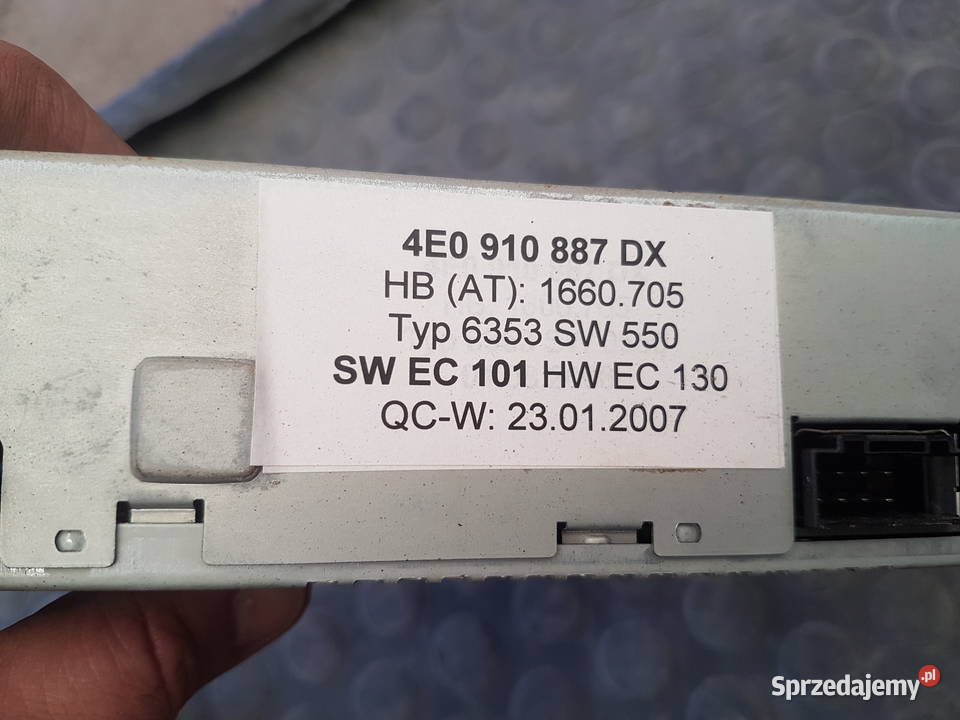 4E0 910 887 DX
HB (AT): 1660.705
Typ 6353 SW 550
SW EC 101 HW EC 130
QC-W: 23.01.2007
Sprzedajemy.pl